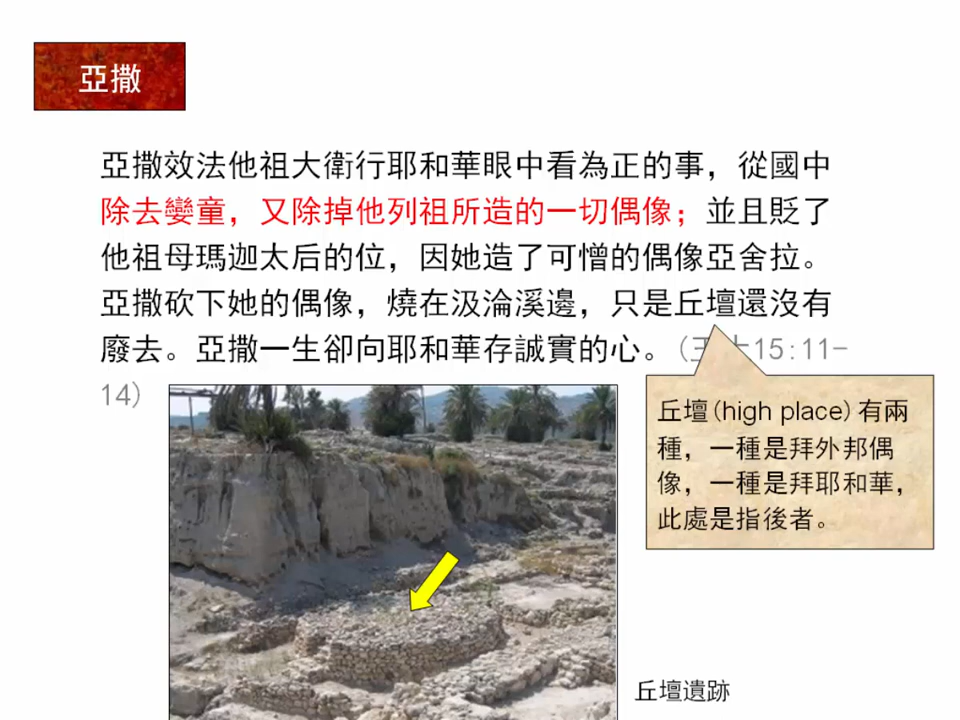 亞撒
亞撒效法他祖大衛行耶和華眼中看為正的事，從國中
除去孌童，又除掉他列祖所造的一切偶像；並且貶了
他祖母瑪迦太后的位，因她造了可憎的偶像亞舍拉。
亞撒砍下她的偶像，燒在汲淪溪邊，只是丘壇還沒有
廢去。亞撒一生卻向耶和華存誠實的心。(王上15:11-
14)
丘壇(high place)有兩
種，一種是拜外邦偶
像，一種是拜耶和華，
此處是指後者。
丘壇遺跡